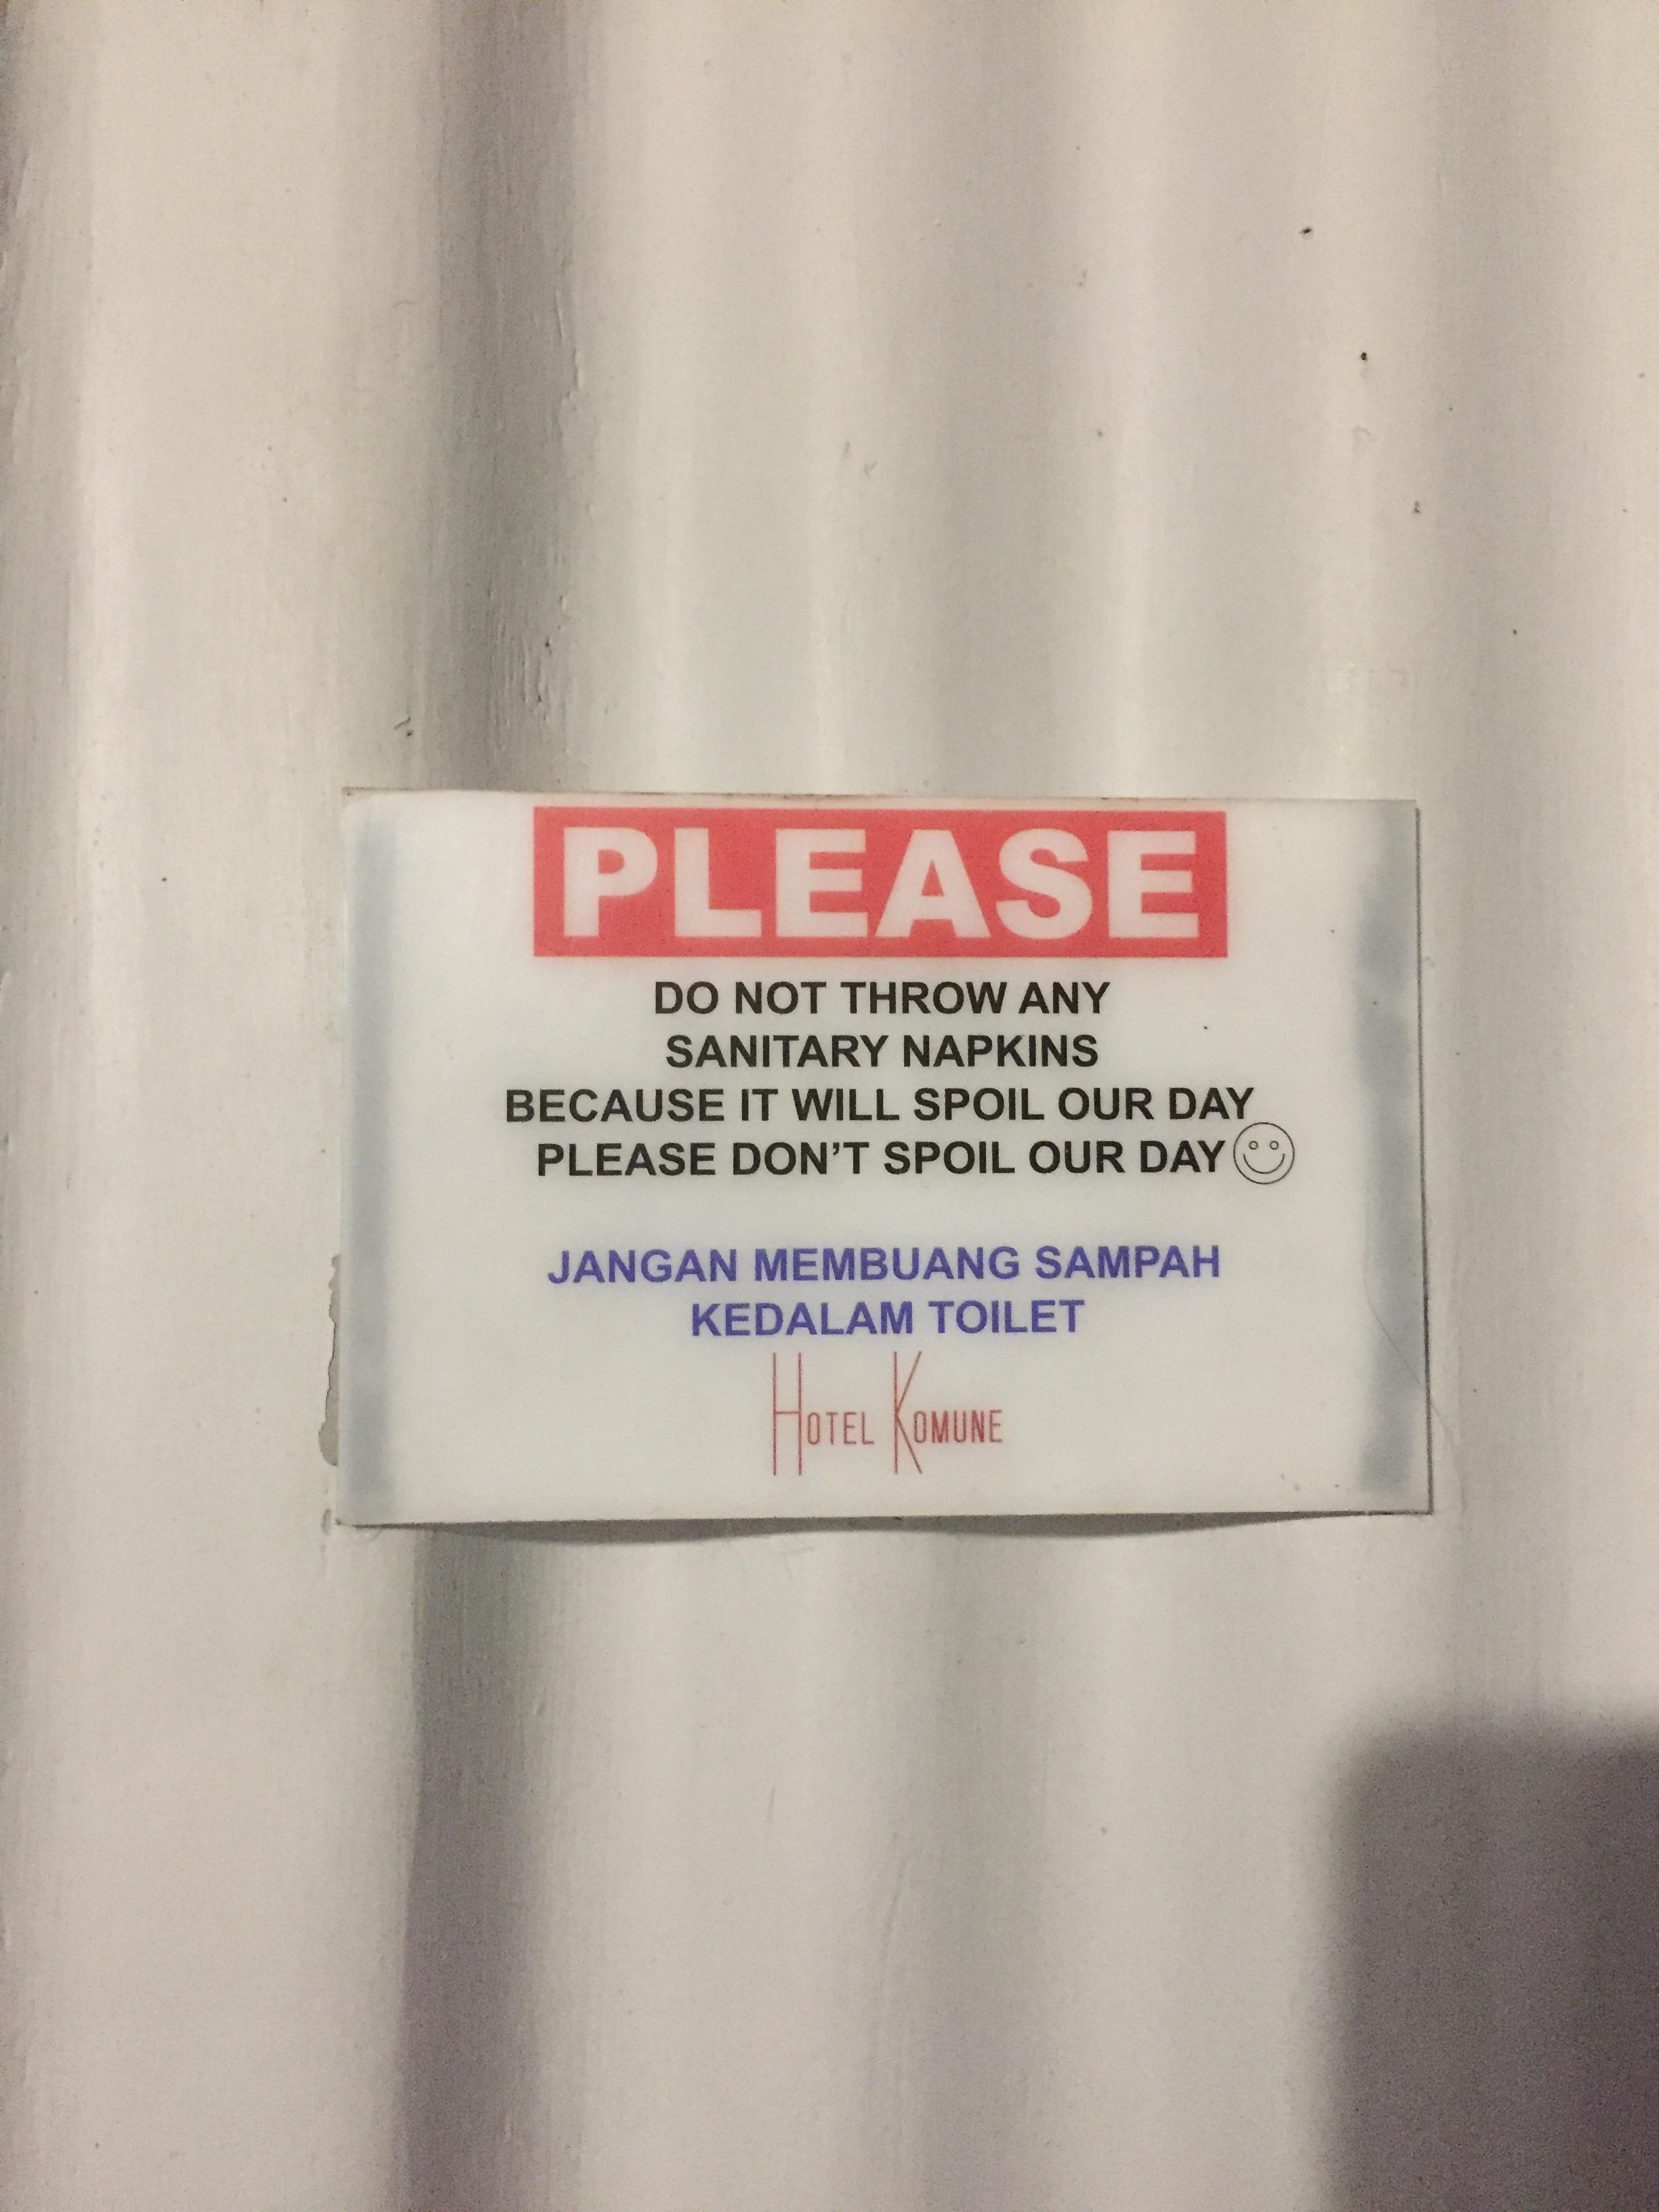 PLEASE
DO NOT THROW ANY
SANITARY NAPKINS
BECAUSE IT WILL SPOIL OUR DAY
PLEASE DON'T SPOIL OUR DAY
JANGAN MEMBUANG SAMPAH
KEDALAM TOILET
HOTEL KOMUNE